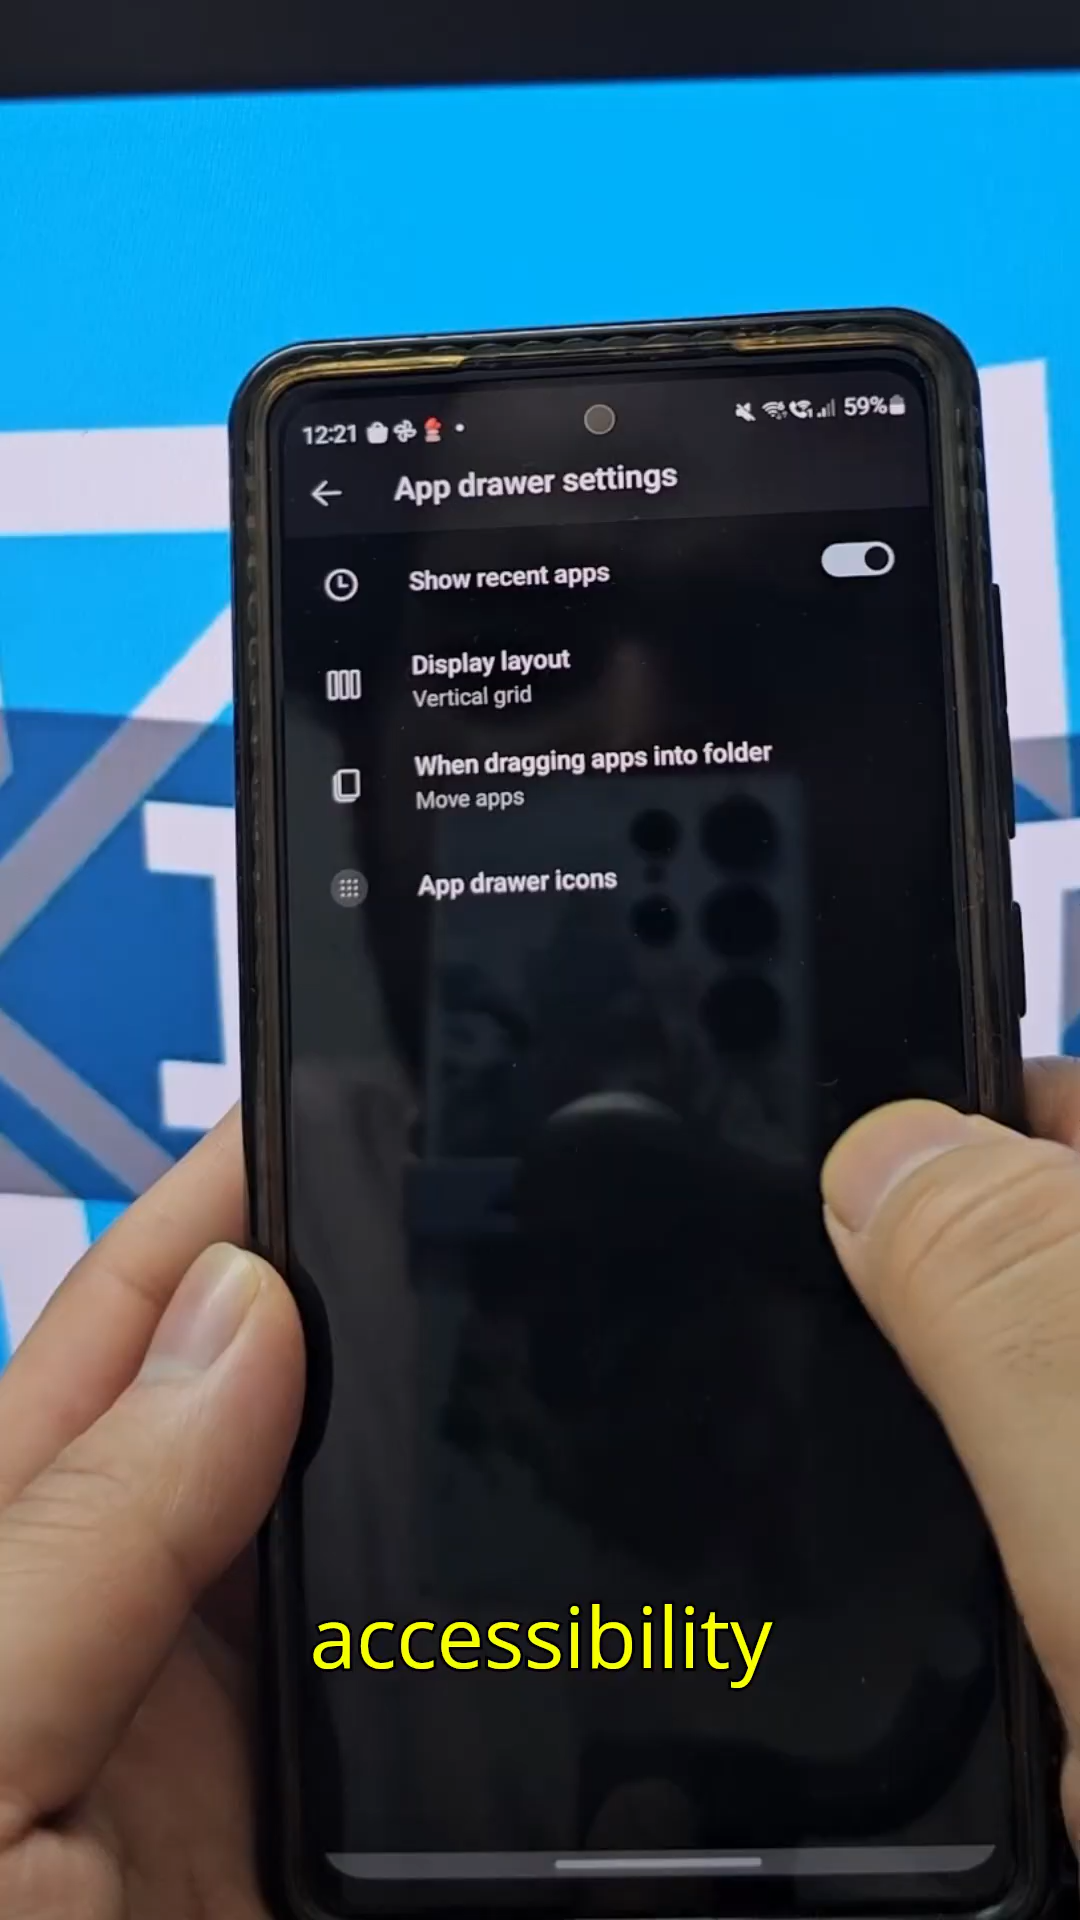 12:21
59%
App drawer settings
Show recent apps
Display layout
Vertical grid
When dragging apps into folder
Move apps
App drawer icons
accessibility